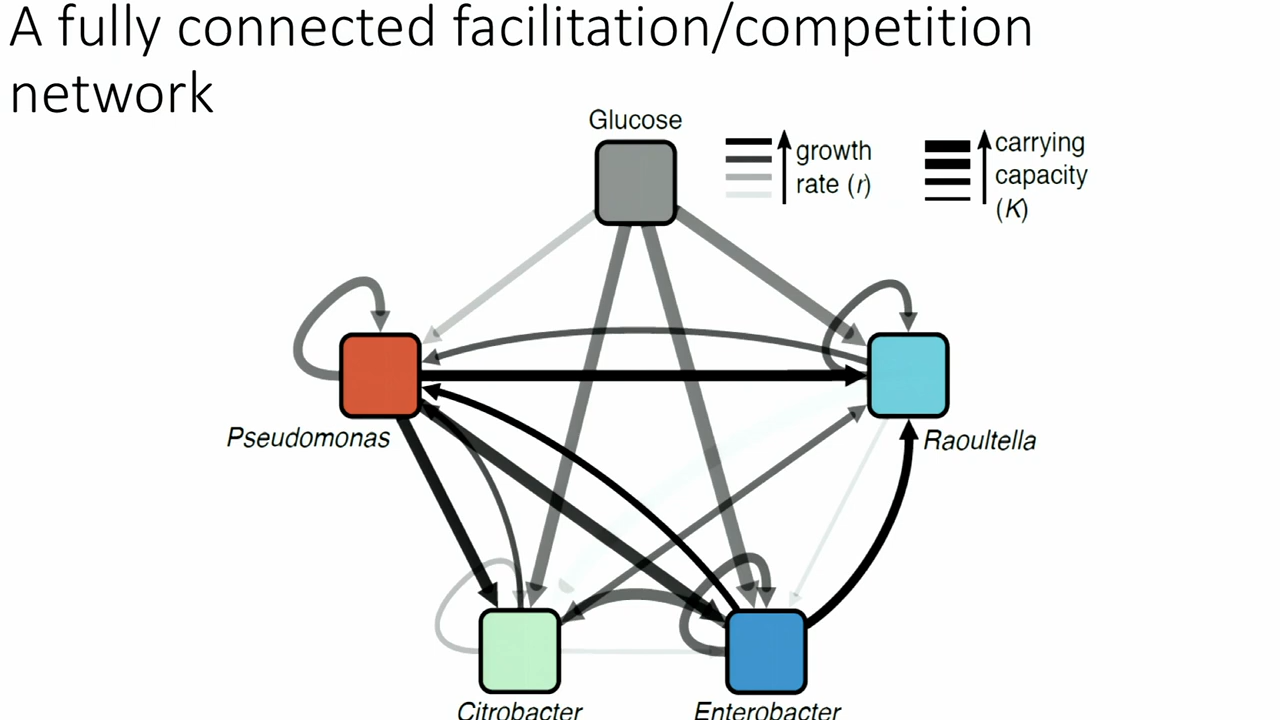 A fully connected facilitation/competition
network
Glucose
growth
rate (r)
carrying
capacity
(K)
Pseudomonas
Raoultella
Citrobacter
Enterobacter